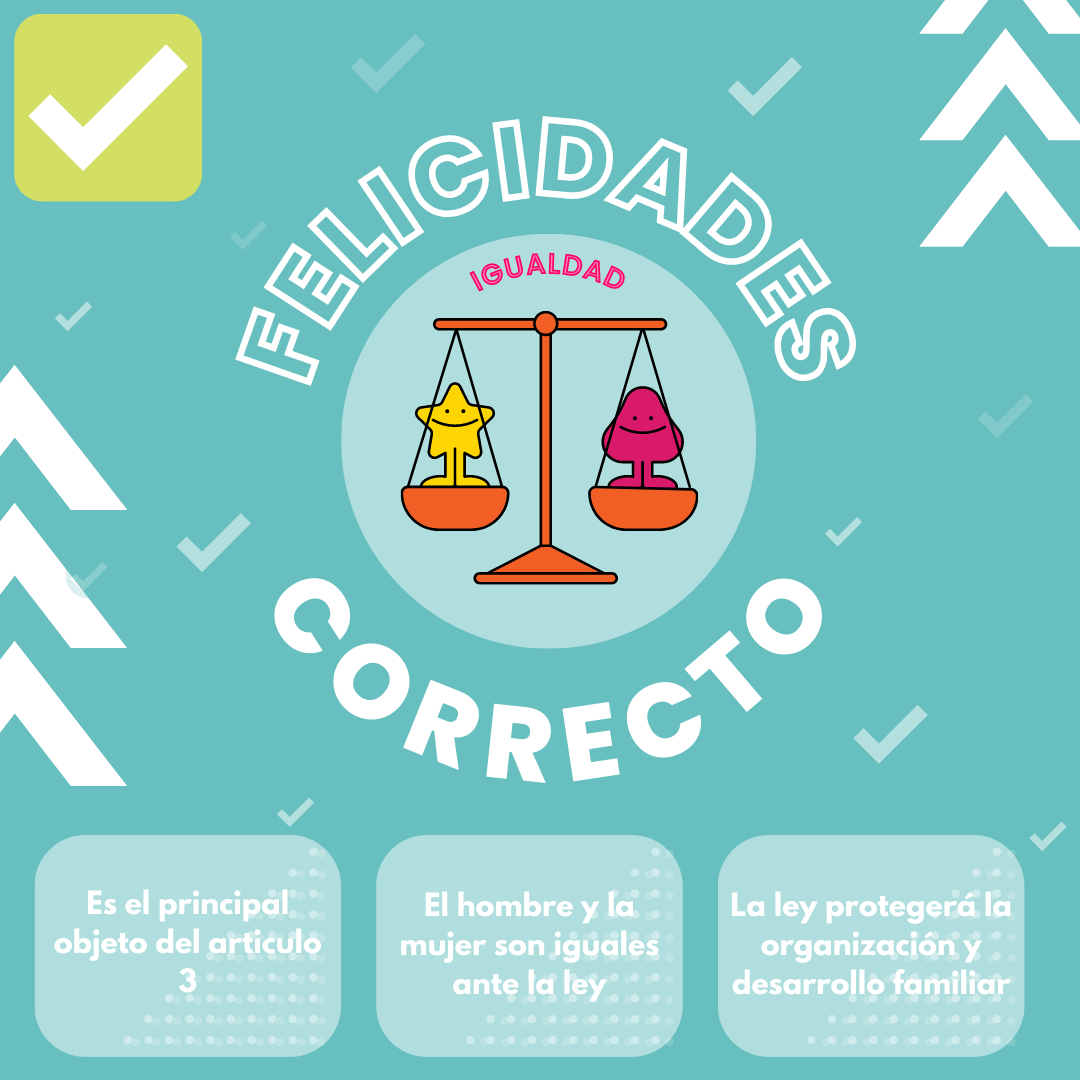 FELICIDADES
IGUALDAD
CORRECTO
Es el principal
objeto del articulo
3
El hombre y la
mujer son iguales
ante la ley
La ley protegerá la
organización y
desarrollo familiar